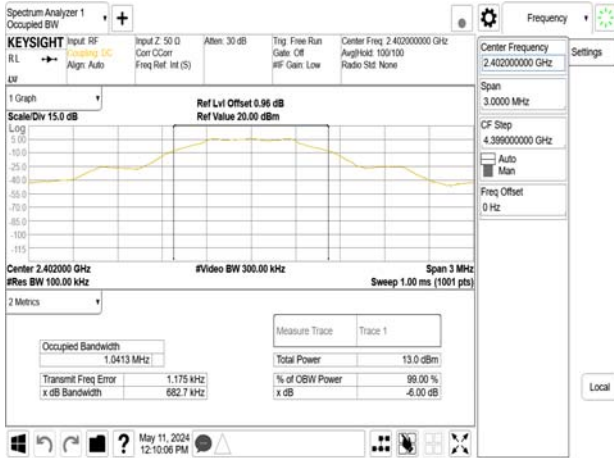 Spectrum Analyzer 1
Occupied BW
+
Frequency
KEYSIGHT
RL
Input: RF
Coupling: DC
Align: Auto
Input Z: 50 Ω
Corr CCorr
Freq Ref: Int (S)
Atten: 30 dB
Trig: Free Run
Gate: Off
#IF Gain: Low
Center Freq: 2.402000000 GHz
Avg|Hold: 100/100
Radio Std: None
Center Frequency
2.402000000 GHz
Settings
Span
3.0000 MHz
CF Step
4.399000000 GHz
Auto
Man
Freq Offset
0 Hz
Local
1 Graph
Scale/Div 15.0 dB
Ref Lvl Offset 0.96 dB
Ref Value 20.00 dBm
Log
5.00
-10.0
-25.0
-40.0
-55.0
-70.0
-85.0
-100
-115
Center 2.402000 GHz
#Video BW 300.00 kHz
Span 3 MHz
#Res BW 100.00 kHz
Sweep 1.00 ms (1001 pts)
2 Metrics
Measure Trace
Trace 1
Occupied Bandwidth
1.0413 MHz
Total Power
13.0 dBm
Transmit Freq Error
1.175 kHz
% of OBW Power
99.00 %
x dB Bandwidth
682.7 kHz
x dB
-6.00 dB
?
May 11, 2024
12:10:06 PM